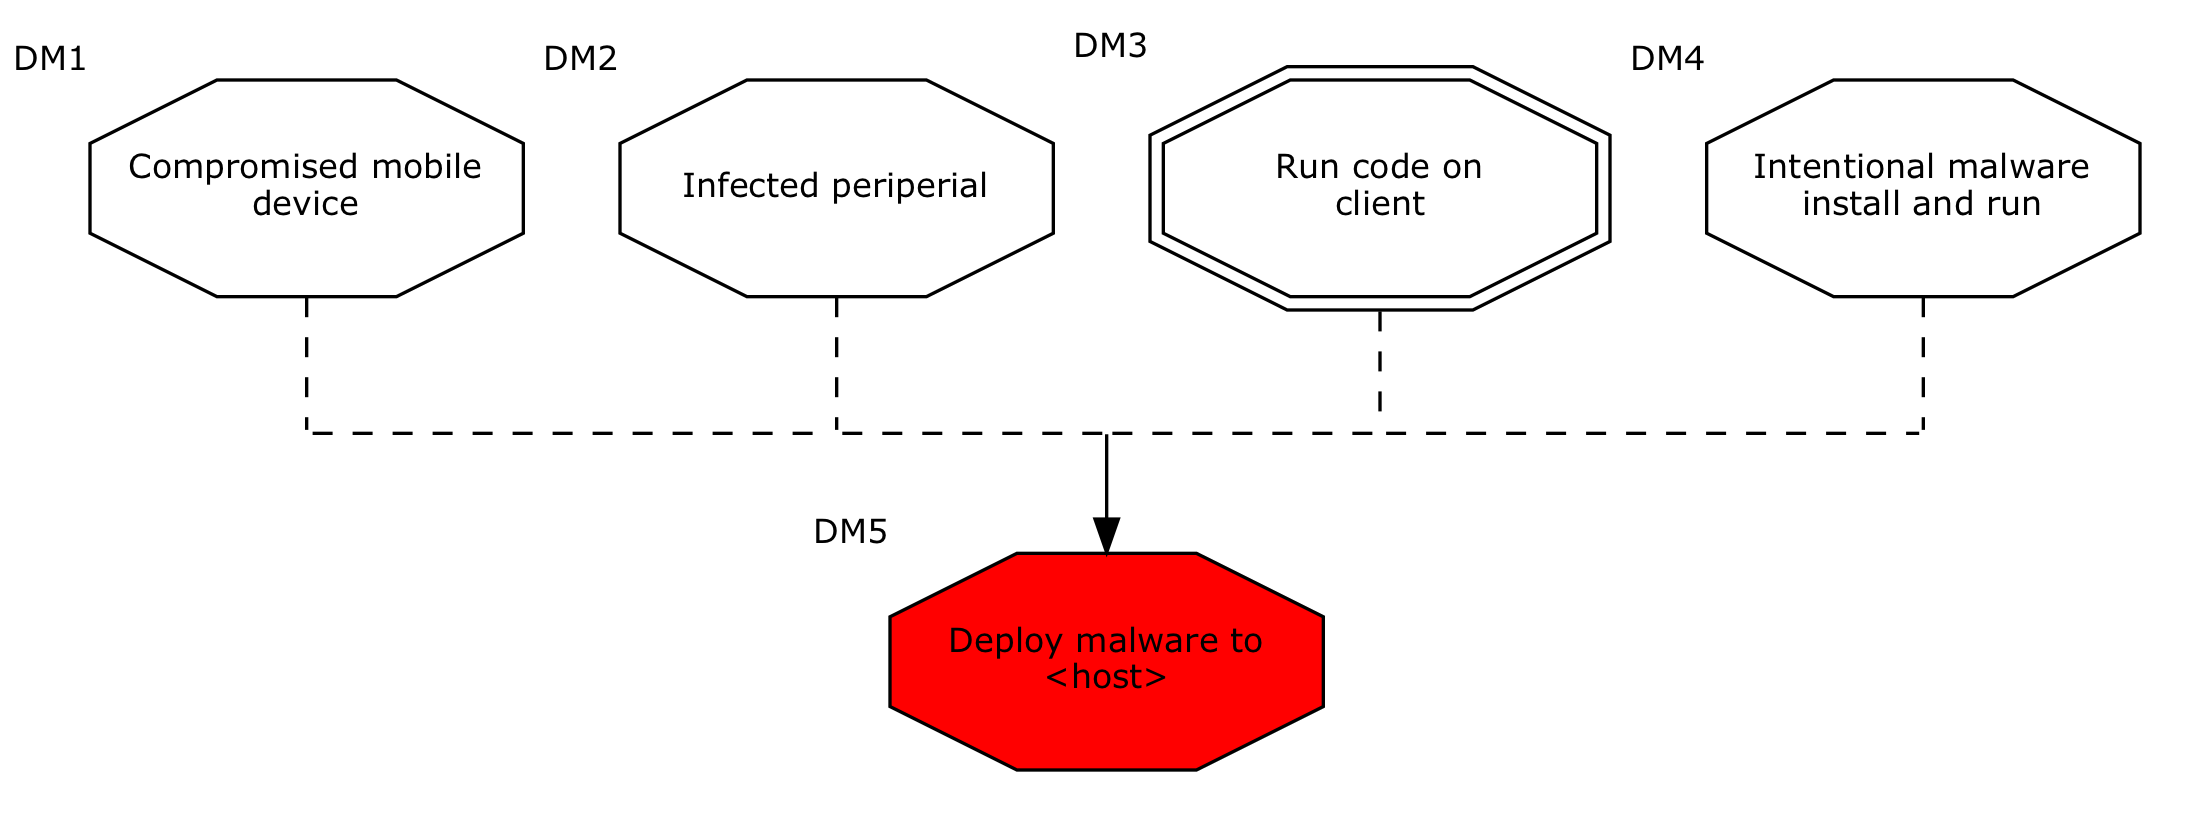 DM1
Compromised mobile
device
DM2
Infected periperial
DM3
Run code on
client
DM4
Intentional malware
install and run
DM5
Deploy malware to
<host>